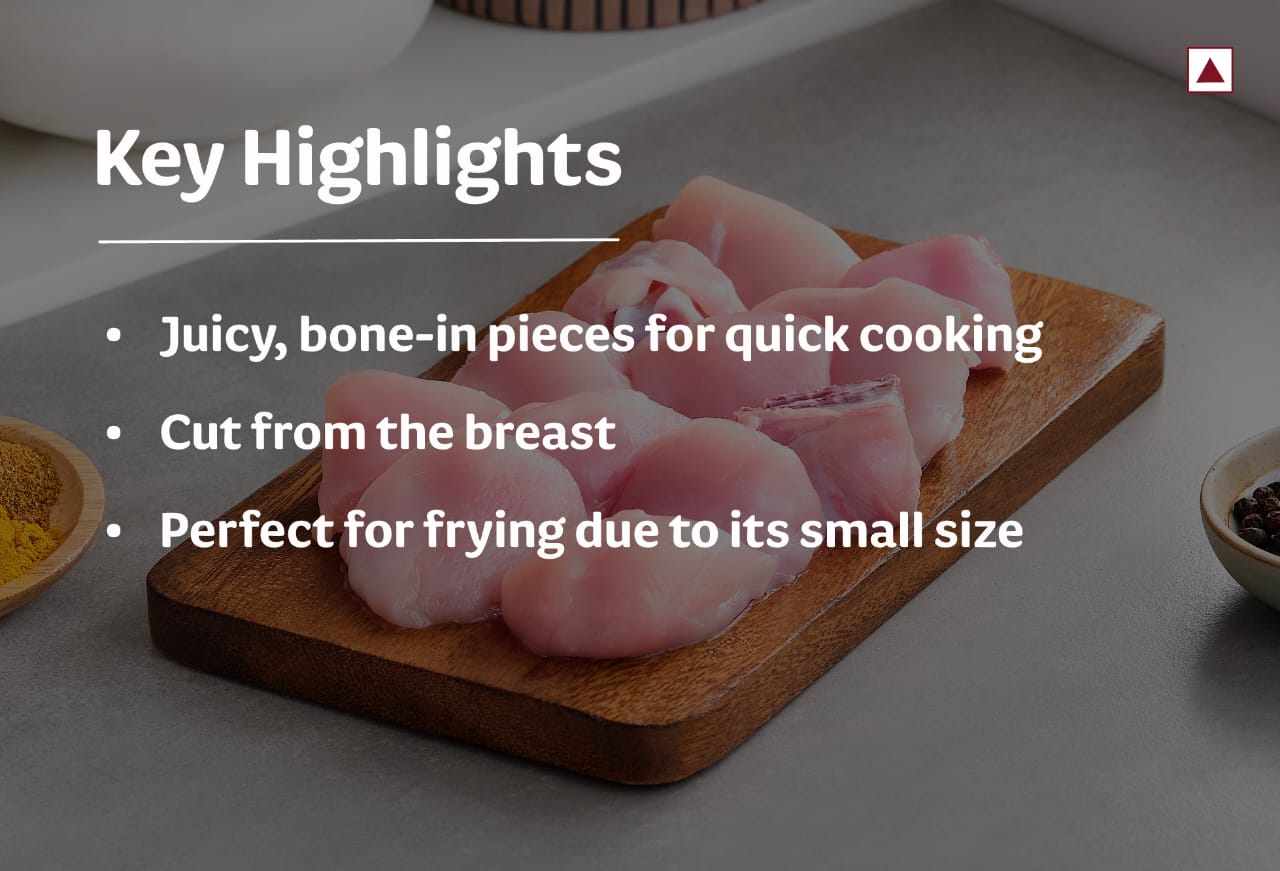 Key Highlights
• Juicy, bone-in pieces for quick cooking
• Cut from the breast
• Perfect for frying due to its small size